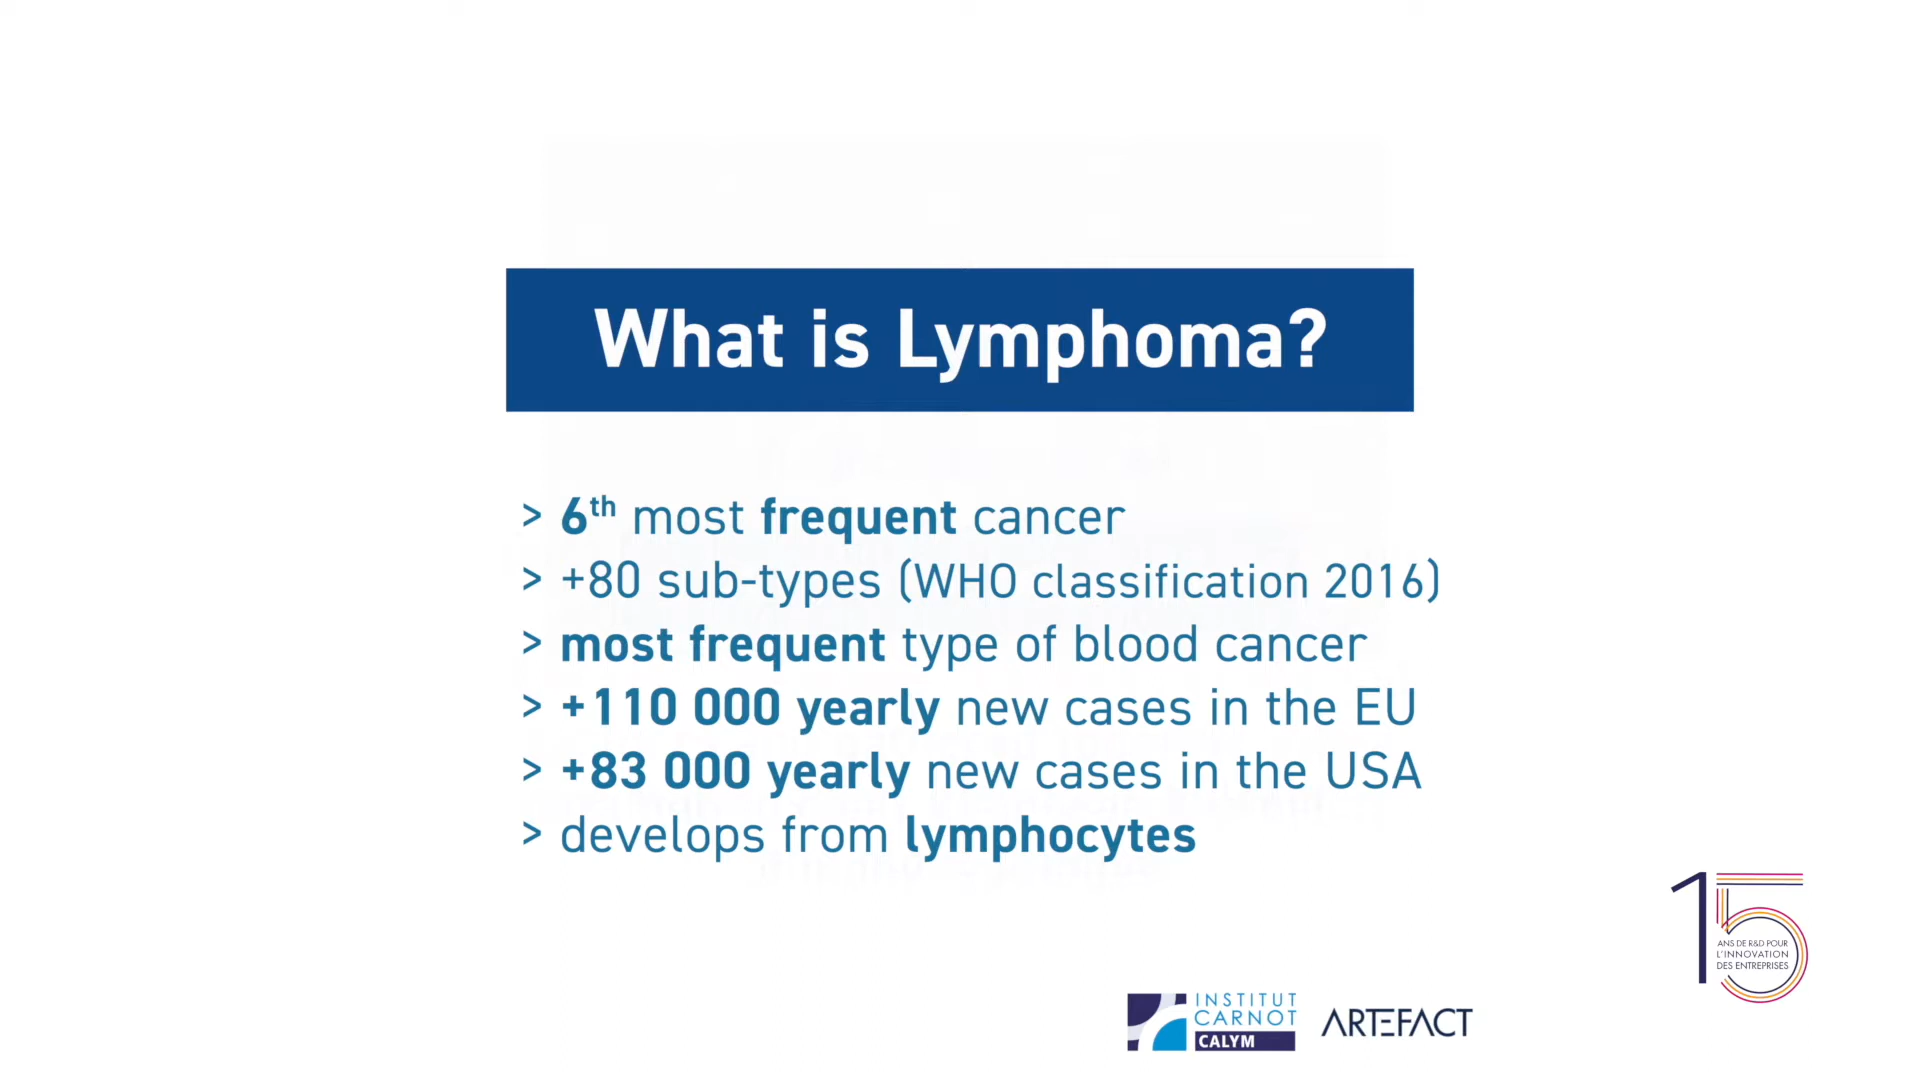 What is Lymphoma?
> 6th most frequent cancer
> +80 sub-types (WHO classification 2016)
> most frequent type of blood cancer
> +110 000 yearly new cases in the EU
> +83 000 yearly new cases in the USA
> develops from lymphocytes
15
ANS DE R&D POUR
L'INNOVATION
DES ENTREPRISES
INSTITUT
CARNOT
CALYM
ARTEFACT